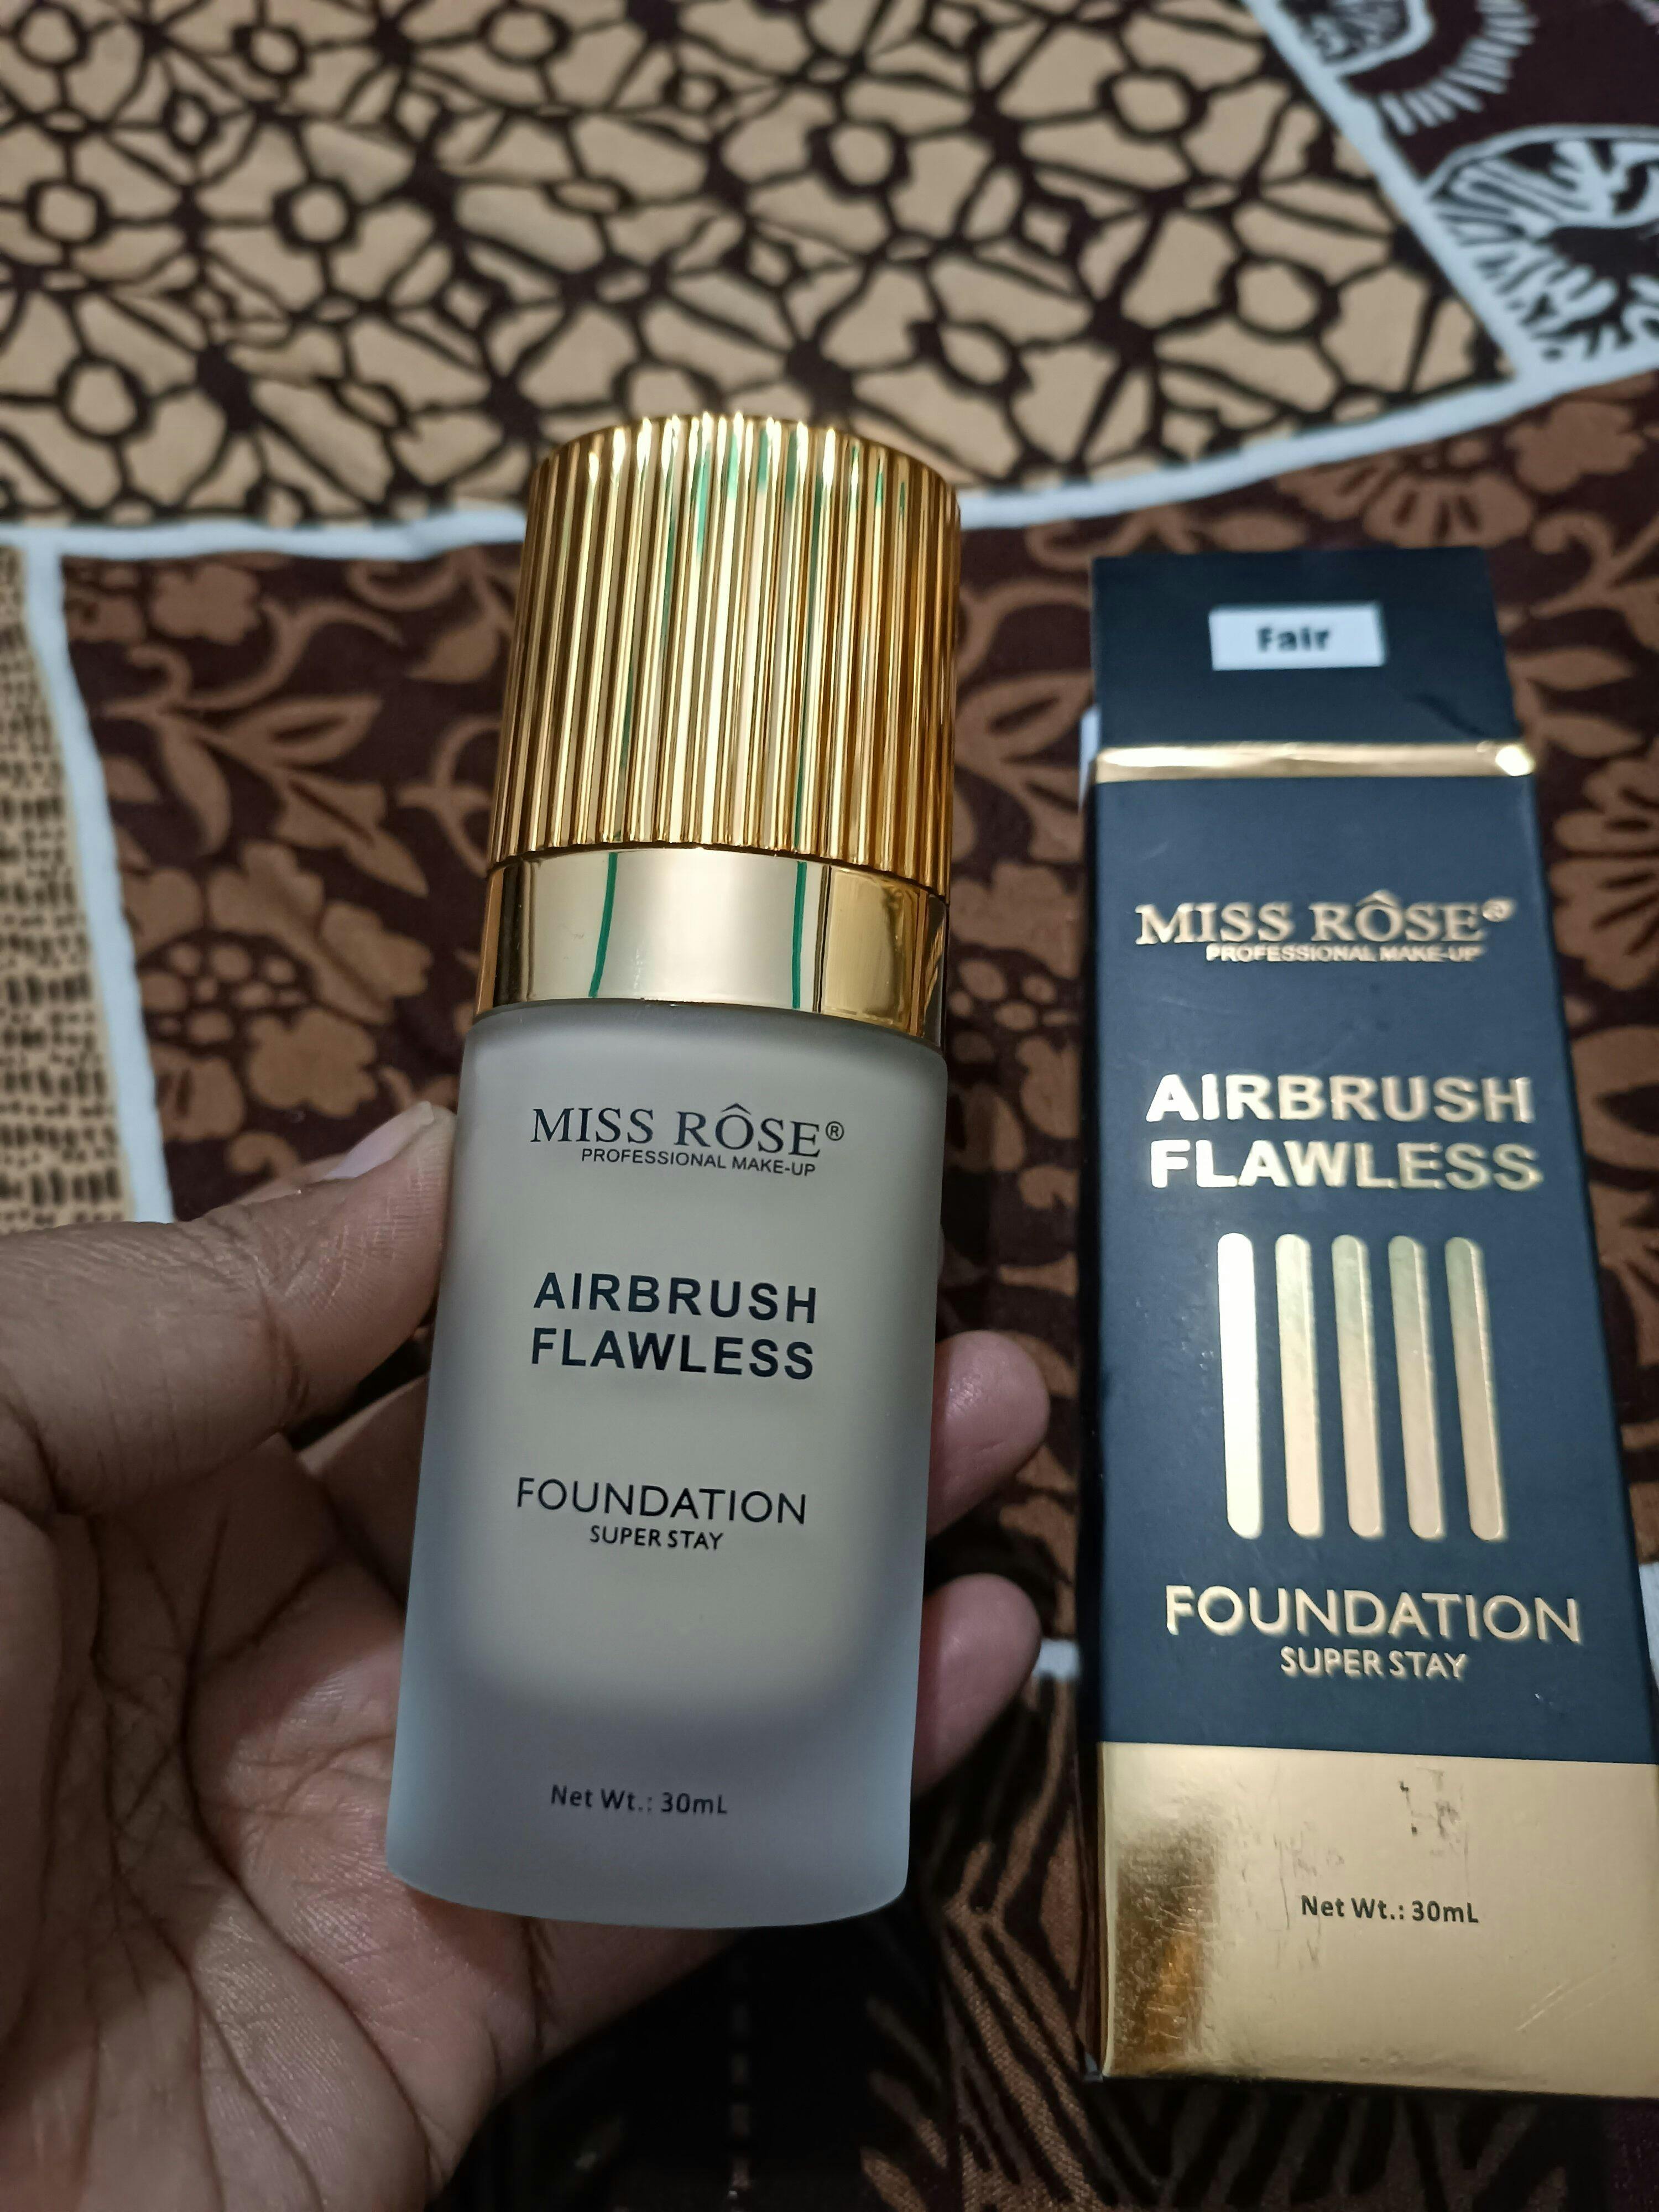 MISS RÔSE®
PROFESSIONAL MAKE-UP
AIRBRUSH
FLAWLESS
FOUNDATION
SUPER STAY
Net Wt.: 30mL
Fair
MISS RÔSE®
PROFESSIONAL MAKE-UP
AIRBRUSH
FLAWLESS
FOUNDATION
SUPER STAY
Net Wt.: 30mL